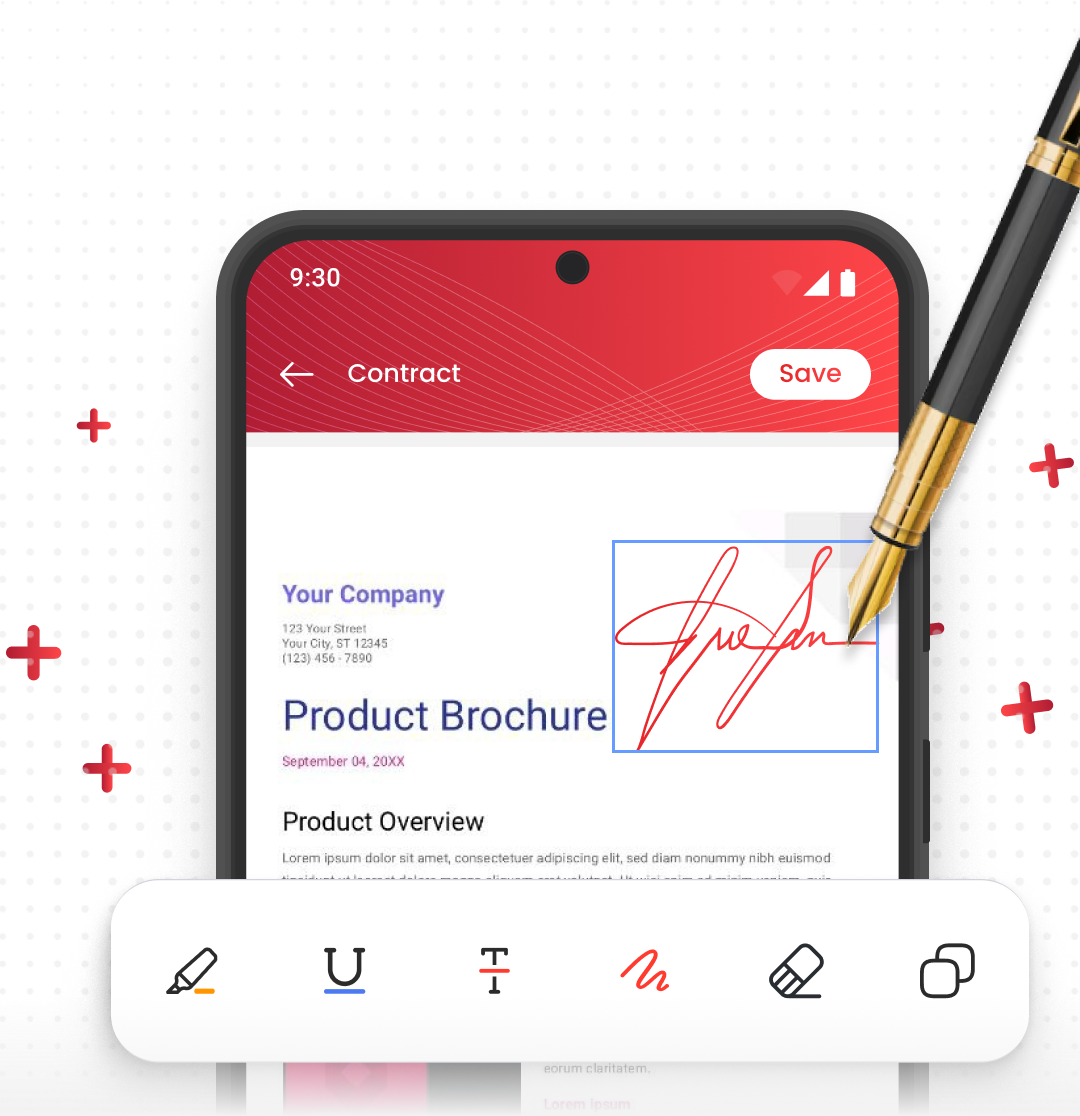 9:30
Contract
Save
Your Company
123 Your Street
Your City, ST 12345
(123) 456 - 7890
Product Brochure
September 04, 20XX
Product Overview
Lorem ipsum dolor sit amet, consectetuer adipiscing elit, sed diam nonummy nibh euismod
eorum claritatem.
Lorem Ipsum